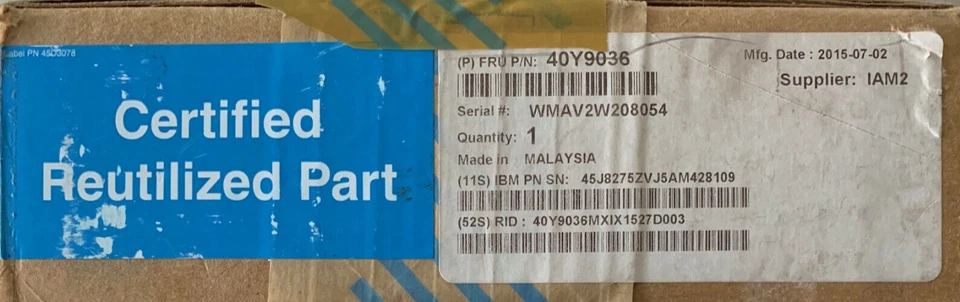 Label PN 45D3078
Certified
Reutilized Part
(P) FRU P/N: 40Y9036
Mfg. Date : 2015-07-02
Supplier: IAM2
Serial #: WMAV2W208054
Quantity: 1
Made in MALAYSIA
(11S) IBM PN SN: 45J8275ZVJ5AM428109
(52S) RID : 40Y9036MXIX1527D003